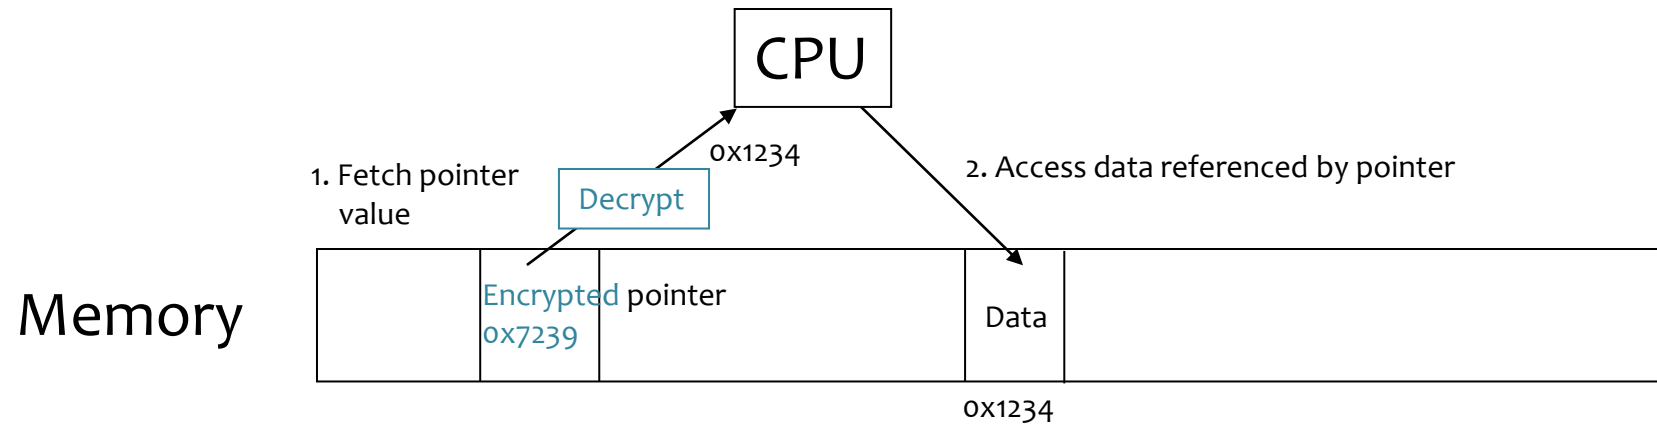 CPU
0x1234
1. Fetch pointer
value
2. Access data referenced by pointer
Decrypt
Memory
Encrypted pointer
0x7239
Data
0x1234